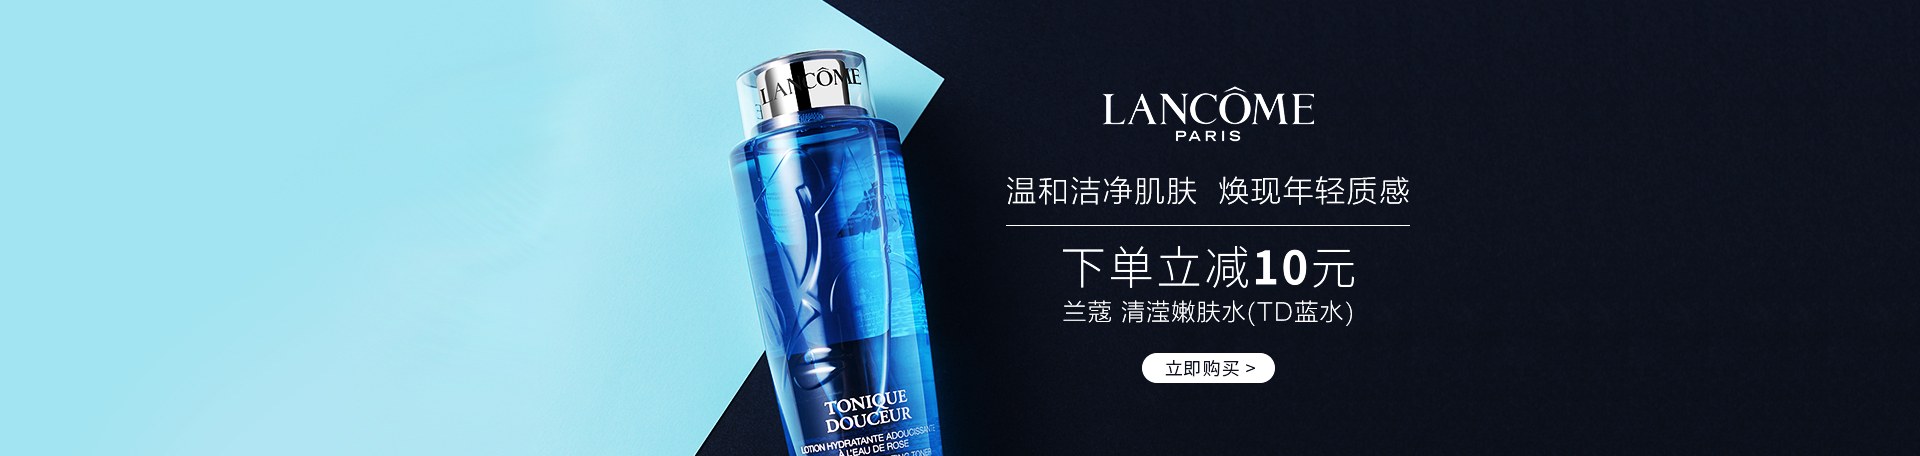 LANCÔME
TONIQUE
DOUCEUR
LOTION HYDRATANTE ADOUCISSANTE
À L'EAU DE ROSE
TONER
LANCÔME
PARIS
温和洁净肌肤 焕现年轻质感
下单立减10元
兰蔻 清滢嫩肤水(TD蓝水)
立即购买 >